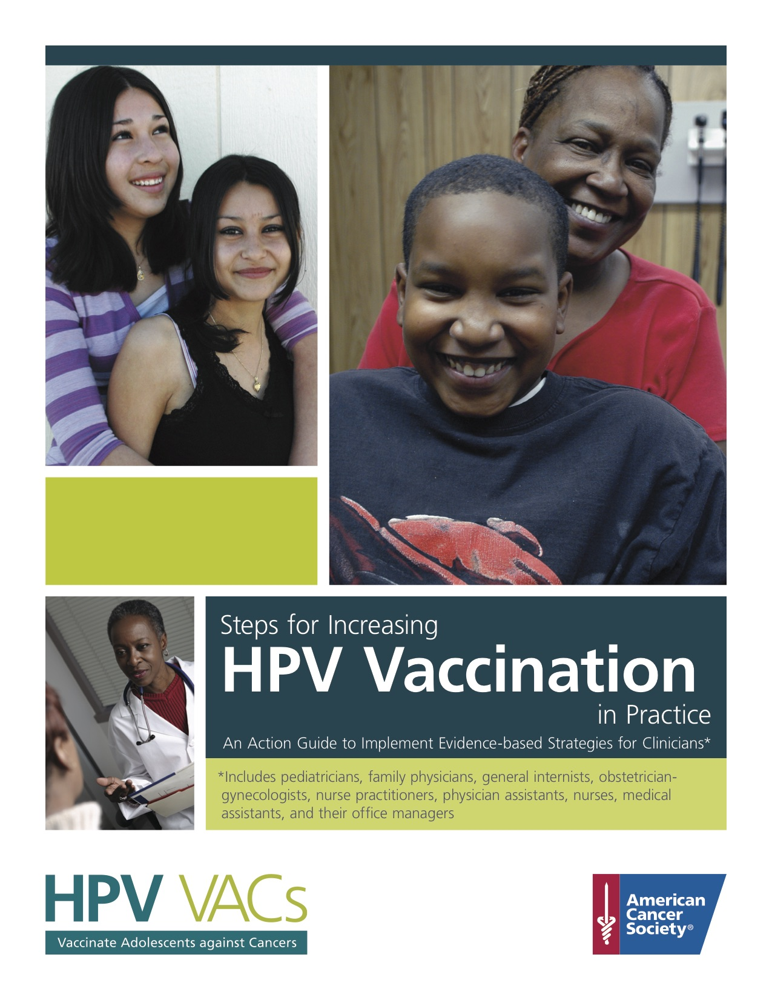 Steps for Increasing
HPV Vaccination
in Practice
An Action Guide to Implement Evidence-based Strategies for Clinicians*
*Includes pediatricians, family physicians, general internists, obstetrician-
gynecologists, nurse practitioners, physician assistants, nurses, medical
assistants, and their office managers
HPV VACs
Vaccinate Adolescents against Cancers
American
Cancer
Society®